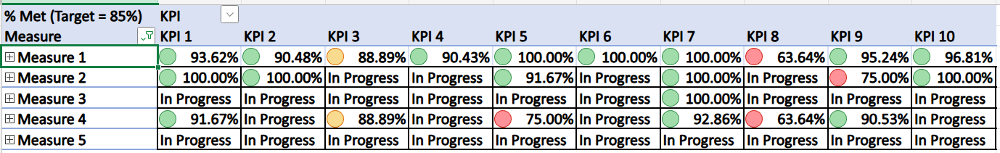 % Met (Target = 85%) KPI
Measure KPI 1 KPI 2 KPI 3 KPI 4 KPI 5 KPI 6 KPI 7 KPI 8 KPI 9 KPI 10
Measure 1 93.62% 90.48% 88.89% 90.43% 100.00% 100.00% 100.00% 63.64% 95.24% 96.81%
Measure 2 100.00% 100.00% In Progress In Progress 91.67% In Progress 100.00% In Progress 75.00% 100.00%
Measure 3 In Progress In Progress In Progress In Progress In Progress In Progress 100.00% In Progress In Progress In Progress
Measure 4 91.67% In Progress 88.89% In Progress 75.00% In Progress 92.86% 63.64% 90.53% In Progress
Measure 5 In Progress In Progress In Progress In Progress In Progress In Progress In Progress In Progress In Progress In Progress